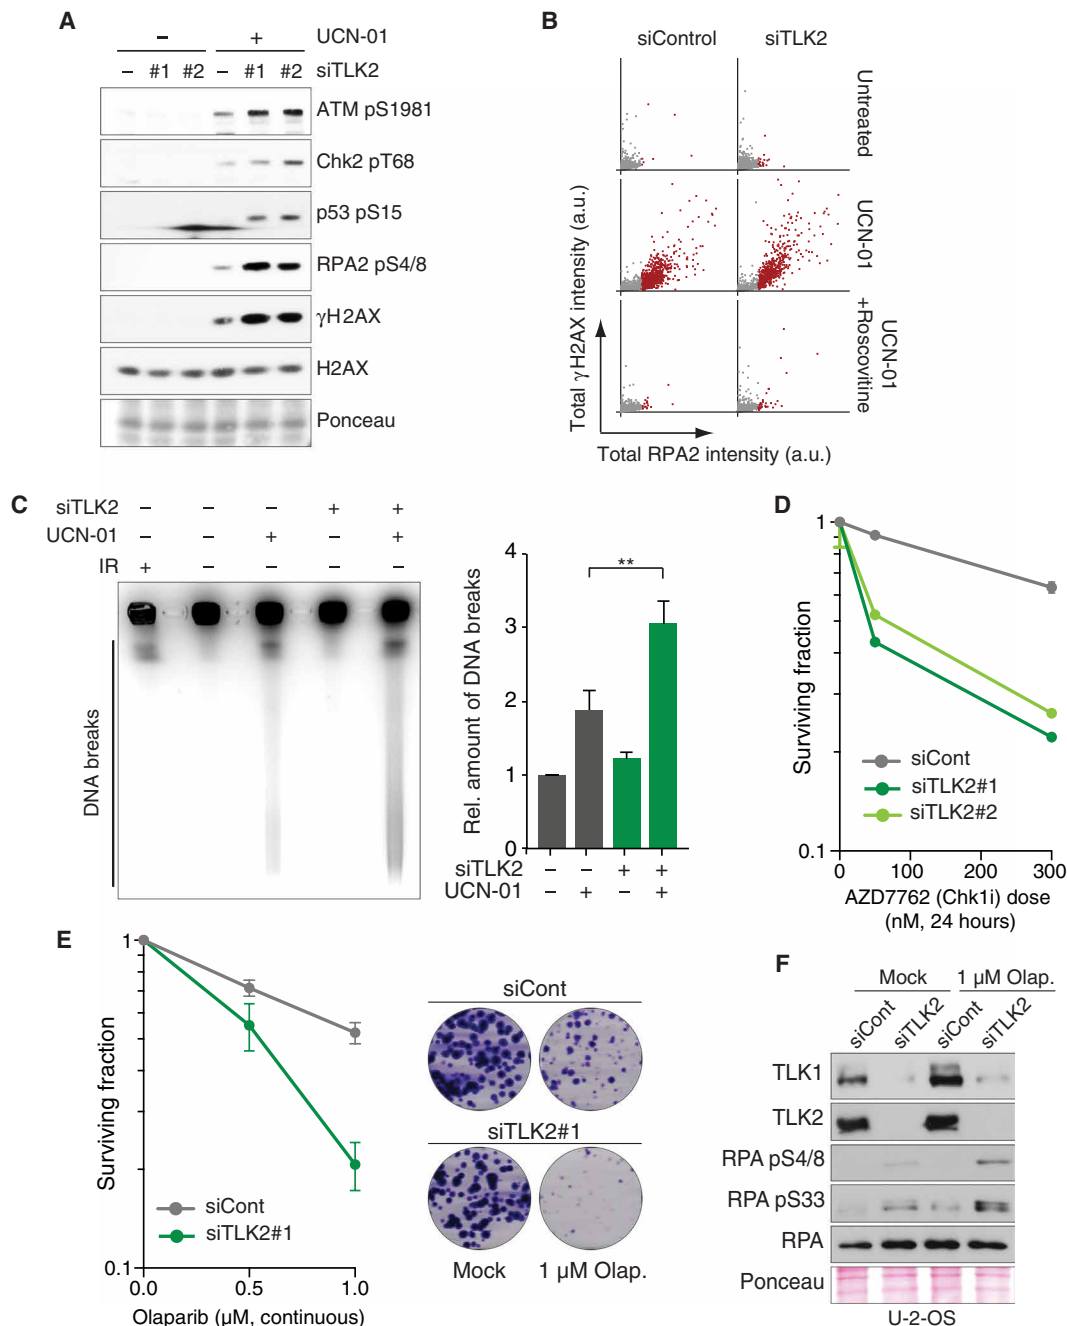 A
– + UCN-01
– #1 #2 – #1 #2 siTLK2
ATM pS1981
Chk2 pT68
p53 pS15
RPA2 pS4/8
γH2AX
H2AX
Ponceau
B
siControl siTLK2
Untreated
UCN-01
UCN-01
+Roscovitine
Total γH2AX intensity (a.u.)
Total RPA2 intensity (a.u.)
C
siTLK2 – – – + +
UCN-01 – – + – +
IR + – – – –
DNA breaks
Rel. amount of DNA breaks
4
3
2
1
0
**
siTLK2 – – + +
UCN-01 – + – +
D
Surviving fraction
1
0.1
siCont
siTLK2#1
siTLK2#2
0 100 200 300
AZD7762 (Chk1i) dose
(nM, 24 hours)
E
Surviving fraction
1
0.1
siCont
siTLK2#1
0.0 0.5 1.0
Olaparib (µM, continuous)
siCont
siTLK2#1
Mock 1 µM Olap.
F
Mock 1 µM Olap.
siCont siTLK2 siCont siTLK2
TLK1
TLK2
RPA pS4/8
RPA pS33
RPA
Ponceau
U-2-OS